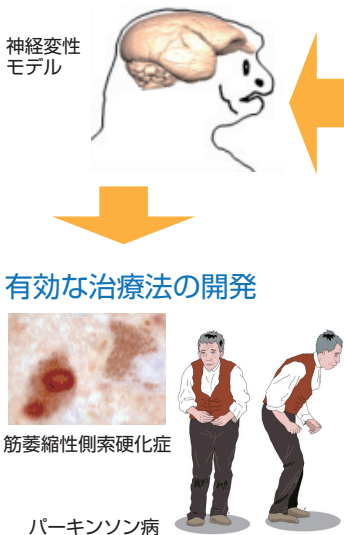 神経変性
モデル
有効な治療法の開発
筋萎縮性側索硬化症
パーキンソン病